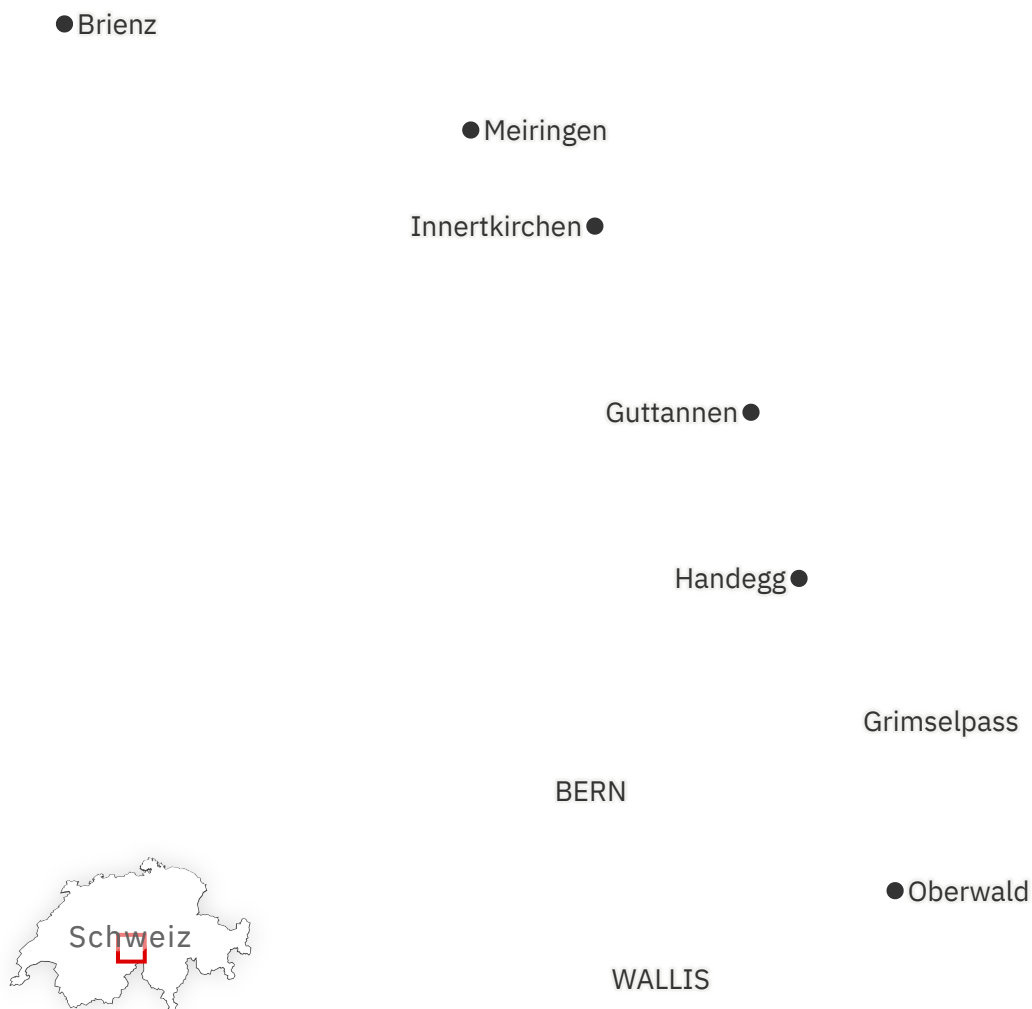 Brienz
Meiringen
Innertkirchen
Guttannen
Handegg
Grimselpass
BERN
Oberwald
Schweiz
WALLIS